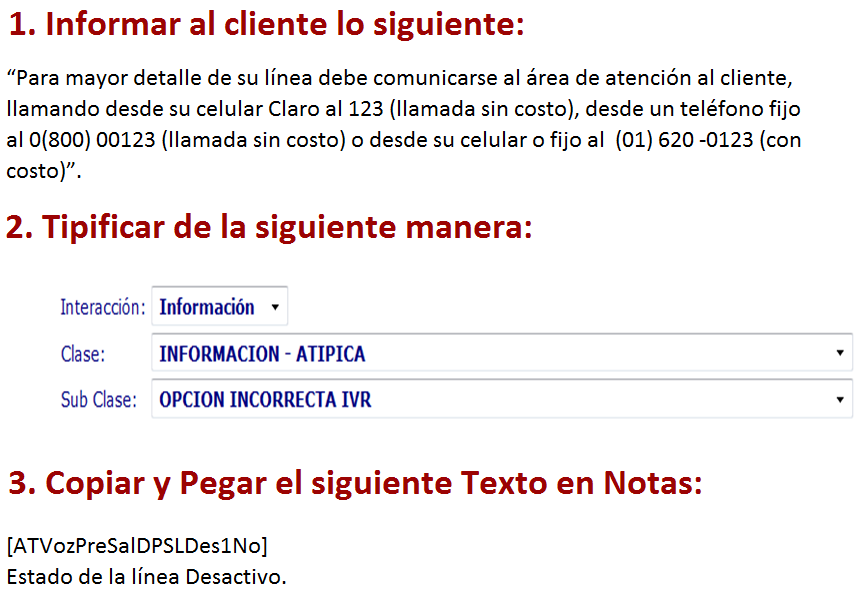 1. Informar al cliente lo siguiente:
“Para mayor detalle de su línea debe comunicarse al área de atención al cliente,
llamando desde su celular Claro al 123 (llamada sin costo), desde un teléfono fijo
al 0(800) 00123 (llamada sin costo) o desde su celular o fijo al (01) 620 -0123 (con
costo)”.
2. Tipificar de la siguiente manera:
Interacción: Información
Clase: INFORMACION - ATIPICA
Sub Clase: OPCION INCORRECTA IVR
3. Copiar y Pegar el siguiente Texto en Notas:
[ATVozPreSalDPSLDes1No]
Estado de la línea Desactivo.